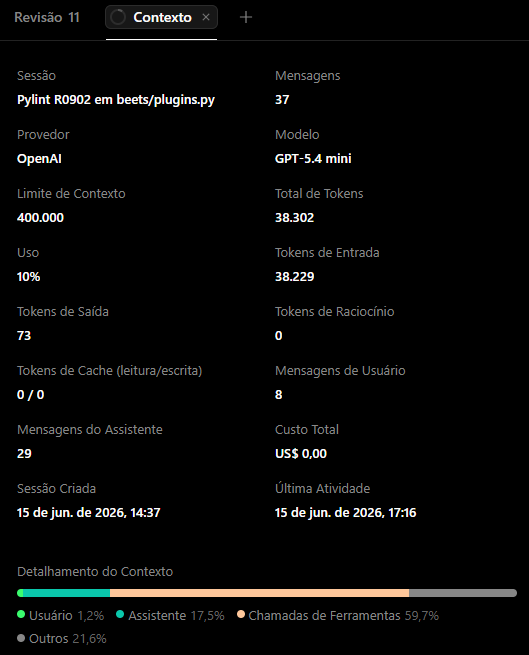 Revisão 11 Contexto
Sessão Mensagens
Pylint R0902 em beets/plugins.py 37
Provedor Modelo
OpenAI GPT-5.4 mini
Limite de Contexto Total de Tokens
400.000 38.302
Uso Tokens de Entrada
10% 38.229
Tokens de Saída Tokens de Raciocínio
73 0
Tokens de Cache (leitura/escrita) Mensagens de Usuário
0 / 0 8
Mensagens do Assistente Custo Total
29 US$ 0,00
Sessão Criada Última Atividade
15 de jun. de 2026, 14:37 15 de jun. de 2026, 17:16
Detalhamento do Contexto
Usuário 1,2% Assistente 17,5% Chamadas de Ferramentas 59,7%
Outros 21,6%